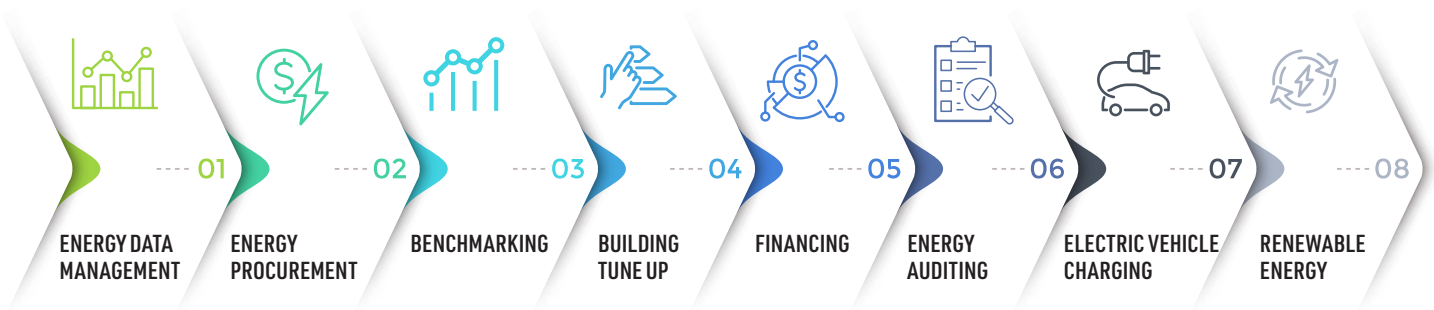 $
$
01
02
03
04
05
06
07
08
ENERGY DATA
MANAGEMENT
ENERGY
PROCUREMENT
BENCHMARKING
BUILDING
TUNE UP
FINANCING
ENERGY
AUDITING
ELECTRIC VEHICLE
CHARGING
RENEWABLE
ENERGY